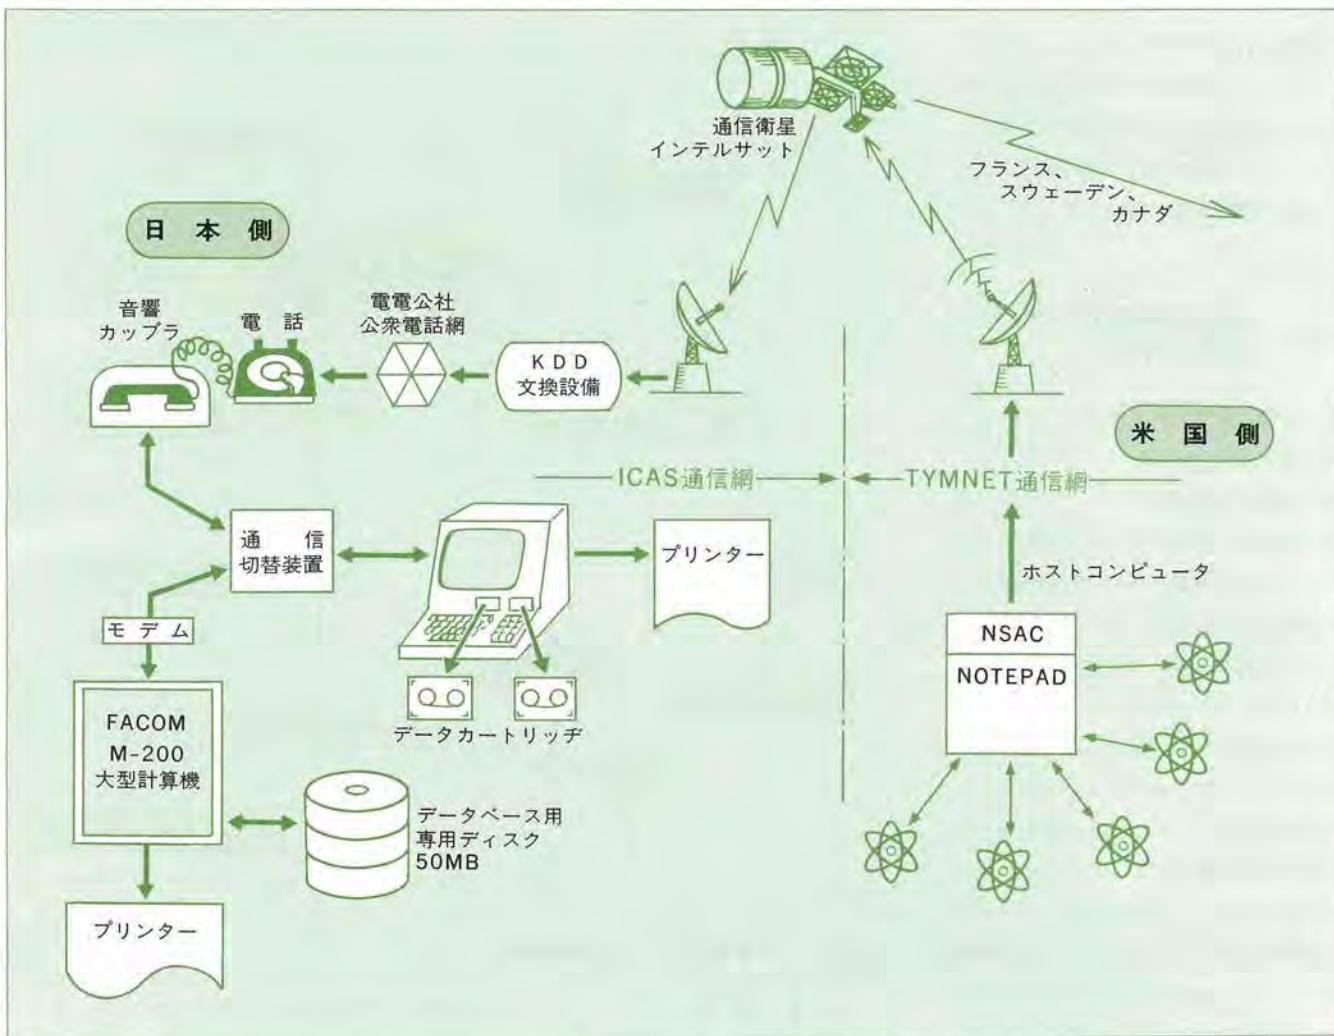 通信衛星
インテルサット
フランス、
スウェーデン、
カナダ
日本側
音響
カップラ
電話
電電公社
公衆電話網
KDD
文換設備
米国側
ICAS通信網
TYMNET通信網
通信
切替装置
プリンター
ホストコンピュータ
モデム
NSAC
NOTEPAD
データカートリッヂ
FACOM
M-200
大型計算機
データベース用
専用ディスク
50MB
プリンター